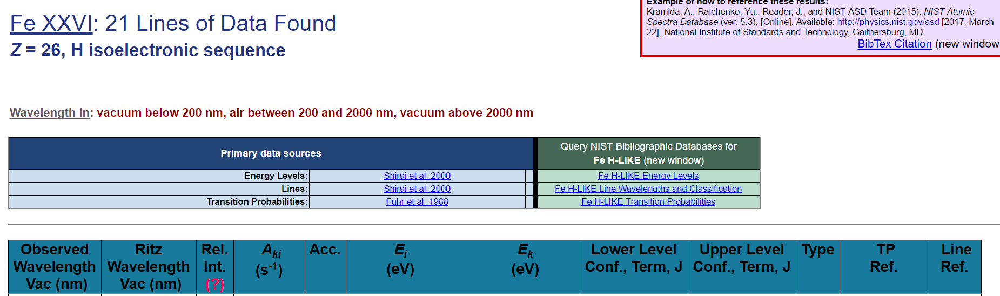 Example of how to reference these results:
Kramida, A., Ralchenko, Yu., Reader, J., and NIST ASD Team (2015). NIST Atomic
Spectra Database (ver. 5.3), [Online]. Available: http://physics.nist.gov/asd [2017, March
22]. National Institute of Standards and Technology, Gaithersburg, MD.
BibTex Citation (new window
Fe XXVI: 21 Lines of Data Found
Z = 26, H isoelectronic sequence
Wavelength in: vacuum below 200 nm, air between 200 and 2000 nm, vacuum above 2000 nm
Primary data sources
Query NIST Bibliographic Databases for
Fe H-LIKE (new window)
Energy Levels: Shirai et al. 2000 Fe H-LIKE Energy Levels
Lines: Shirai et al. 2000 Fe H-LIKE Line Wavelengths and Classification
Transition Probabilities: Fuhr et al. 1988 Fe H-LIKE Transition Probabilities
Observed Ritz Rel. Aki Acc. Ei Ek Lower Level Upper Level Type TP Line
Wavelength Wavelength Int. (s-1) (eV) (eV) Conf., Term, J Conf., Term, J Ref. Ref.
Vac (nm) Vac (nm) (?)